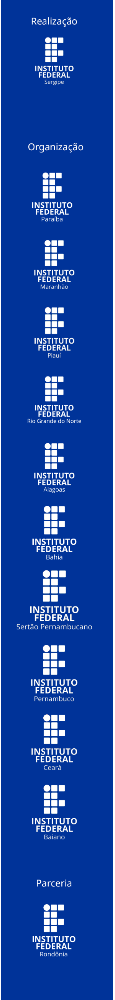 Realização
INSTITUTO
FEDERAL
Sergipe
Organização
INSTITUTO
FEDERAL
Paraíba
INSTITUTO
FEDERAL
Maranhão
INSTITUTO
FEDERAL
Piauí
INSTITUTO
FEDERAL
Rio Grande do Norte
INSTITUTO
FEDERAL
Alagoas
INSTITUTO
FEDERAL
Bahia
INSTITUTO
FEDERAL
Sertão Pernambucano
INSTITUTO
FEDERAL
Pernambuco
INSTITUTO
FEDERAL
Ceará
INSTITUTO
FEDERAL
Baiano
Parceria
INSTITUTO
FEDERAL
Rondônia